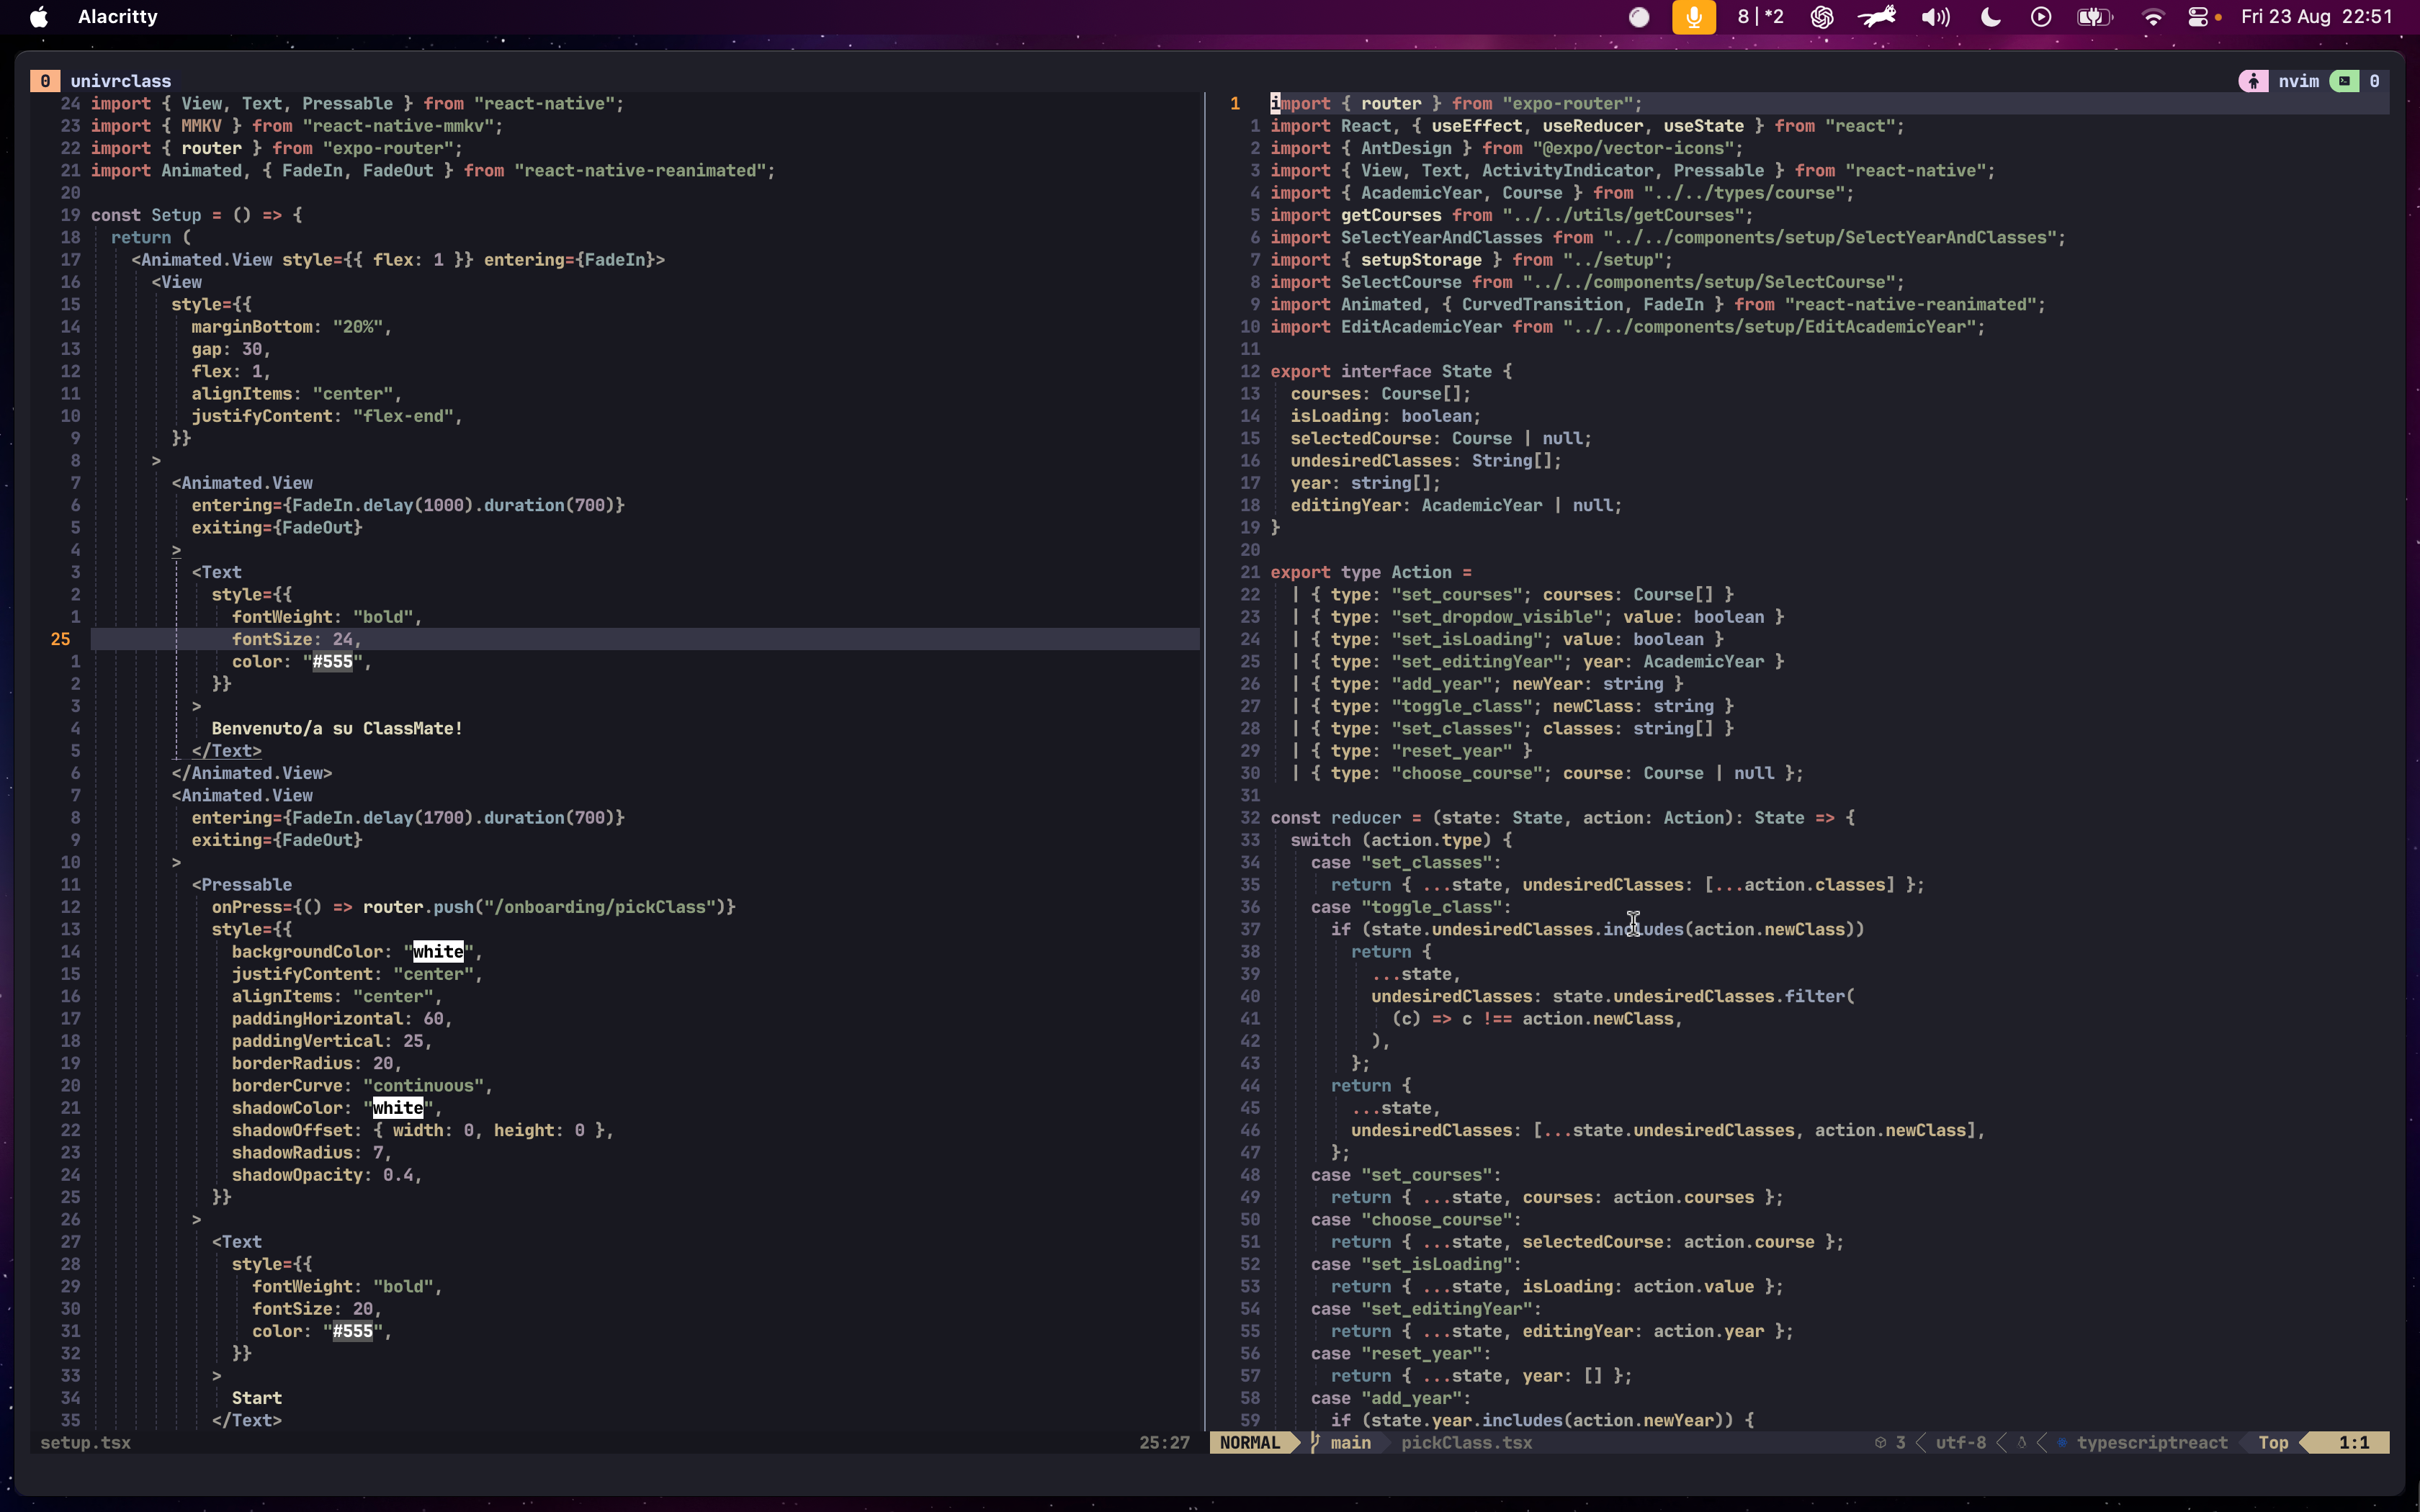 Alacritty
8 | *2
Fri 23 Aug 22:51
0 univrclass
nvim 0
24 import { View, Text, Pressable } from "react-native";
23 import { MMKV } from "react-native-mmkv";
22 import { router } from "expo-router";
21 import Animated, { FadeIn, FadeOut } from "react-native-reanimated";
20
19 const Setup = () => {
18 return (
17 <Animated.View style={{ flex: 1 }} entering={FadeIn}>
16 <View
15 style={{
14 marginBottom: "20%",
13 gap: 30,
12 flex: 1,
11 alignItems: "center",
10 justifyContent: "flex-end",
9 }}
8 >
7 <Animated.View
6 entering={FadeIn.delay(1000).duration(700)}
5 exiting={FadeOut}
4 >
3 <Text
2 style={{
1 fontWeight: "bold",
25 fontSize: 24,
1 color: "#555",
2 }}
3 >
4 Benvenuto/a su ClassMate!
5 </Text>
6 </Animated.View>
7 <Animated.View
8 entering={FadeIn.delay(1700).duration(700)}
9 exiting={FadeOut}
10 >
11 <Pressable
12 onPress={() => router.push("/onboarding/pickClass")}
13 style={{
14 backgroundColor: "white",
15 justifyContent: "center",
16 alignItems: "center",
17 paddingHorizontal: 60,
18 paddingVertical: 25,
19 borderRadius: 20,
20 borderCurve: "continuous",
21 shadowColor: "white",
22 shadowOffset: { width: 0, height: 0 },
23 shadowRadius: 7,
24 shadowOpacity: 0.4,
25 }}
26 >
27 <Text
28 style={{
29 fontWeight: "bold",
30 fontSize: 20,
31 color: "#555",
32 }}
33 >
34 Start
35 </Text>
setup.tsx 25:27
1 import { router } from "expo-router";
1 import React, { useEffect, useReducer, useState } from "react";
2 import { AntDesign } from "@expo/vector-icons";
3 import { View, Text, ActivityIndicator, Pressable } from "react-native";
4 import { AcademicYear, Course } from "../../types/course";
5 import getCourses from "../../utils/getCourses";
6 import SelectYearAndClasses from "../../components/setup/SelectYearAndClasses";
7 import { setupStorage } from "../setup";
8 import SelectCourse from "../../components/setup/SelectCourse";
9 import Animated, { CurvedTransition, FadeIn } from "react-native-reanimated";
10 import EditAcademicYear from "../../components/setup/EditAcademicYear";
11
12 export interface State {
13 courses: Course[];
14 isLoading: boolean;
15 selectedCourse: Course | null;
16 undesiredClasses: String[];
17 year: string[];
18 editingYear: AcademicYear | null;
19 }
20
21 export type Action =
22 | { type: "set_courses"; courses: Course[] }
23 | { type: "set_dropdow_visible"; value: boolean }
24 | { type: "set_isLoading"; value: boolean }
25 | { type: "set_editingYear"; year: AcademicYear }
26 | { type: "add_year"; newYear: string }
27 | { type: "toggle_class"; newClass: string }
28 | { type: "set_classes"; classes: string[] }
29 | { type: "reset_year" }
30 | { type: "choose_course"; course: Course | null };
31
32 const reducer = (state: State, action: Action): State => {
33 switch (action.type) {
34 case "set_classes":
35 return { ...state, undesiredClasses: [...action.classes] };
36 case "toggle_class":
37 if (state.undesiredClasses.includes(action.newClass))
38 return {
39 ...state,
40 undesiredClasses: state.undesiredClasses.filter(
41 (c) => c !== action.newClass,
42 ),
43 };
44 return {
45 ...state,
46 undesiredClasses: [...state.undesiredClasses, action.newClass],
47 };
48 case "set_courses":
49 return { ...state, courses: action.courses };
50 case "choose_course":
51 return { ...state, selectedCourse: action.course };
52 case "set_isLoading":
53 return { ...state, isLoading: action.value };
54 case "set_editingYear":
55 return { ...state, editingYear: action.year };
56 case "reset_year":
57 return { ...state, year: [] };
58 case "add_year":
59 if (state.year.includes(action.newYear)) {
NORMAL main pickClass.tsx 3 utf-8 typescriptreact Top 1:1